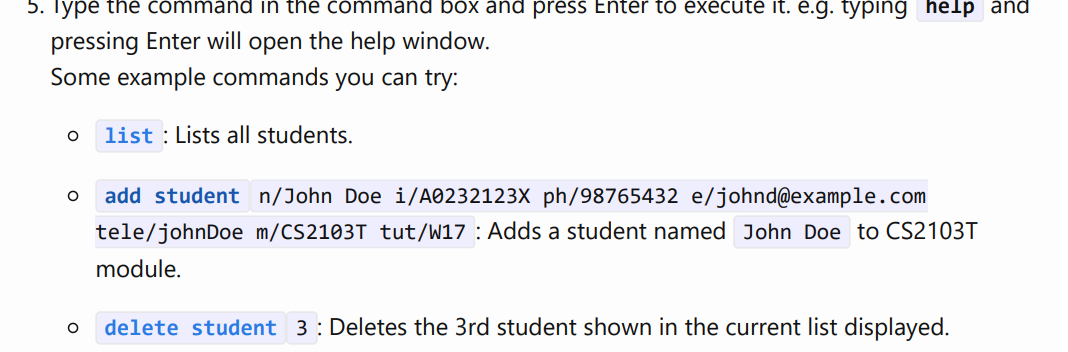 5. Type the command in the command box and press Enter to execute it. e.g. typing help and
pressing Enter will open the help window.
Some example commands you can try:
list : Lists all students.
add student n/John Doe i/A0232123X ph/98765432 e/johnd@example.com
tele/johnDoe m/CS2103T tut/W17 : Adds a student named John Doe to CS2103T
module.
delete student 3 : Deletes the 3rd student shown in the current list displayed.